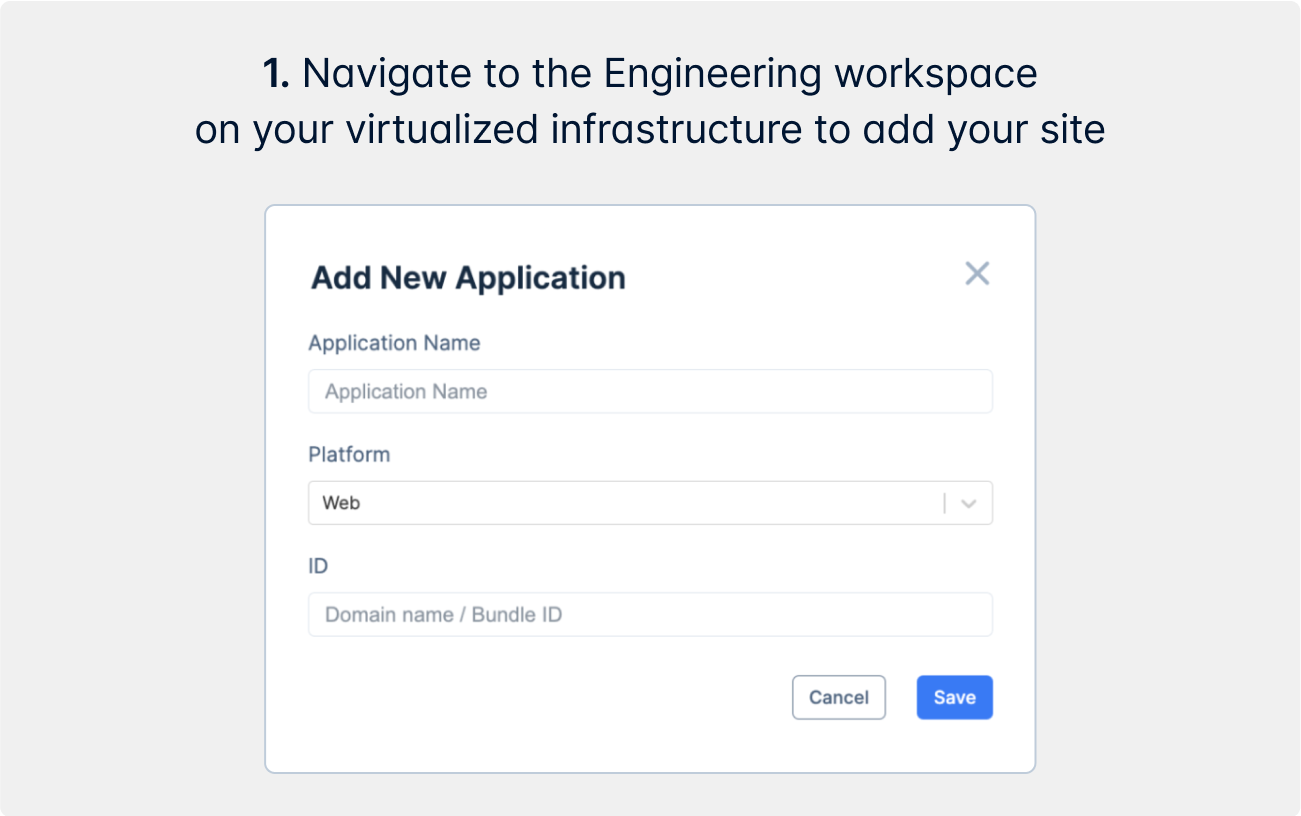 1. Navigate to the Engineering workspace
on your virtualized infrastructure to add your site
Add New Application
Application Name
Application Name
Platform
Web
ID
Domain name / Bundle ID
Cancel Save